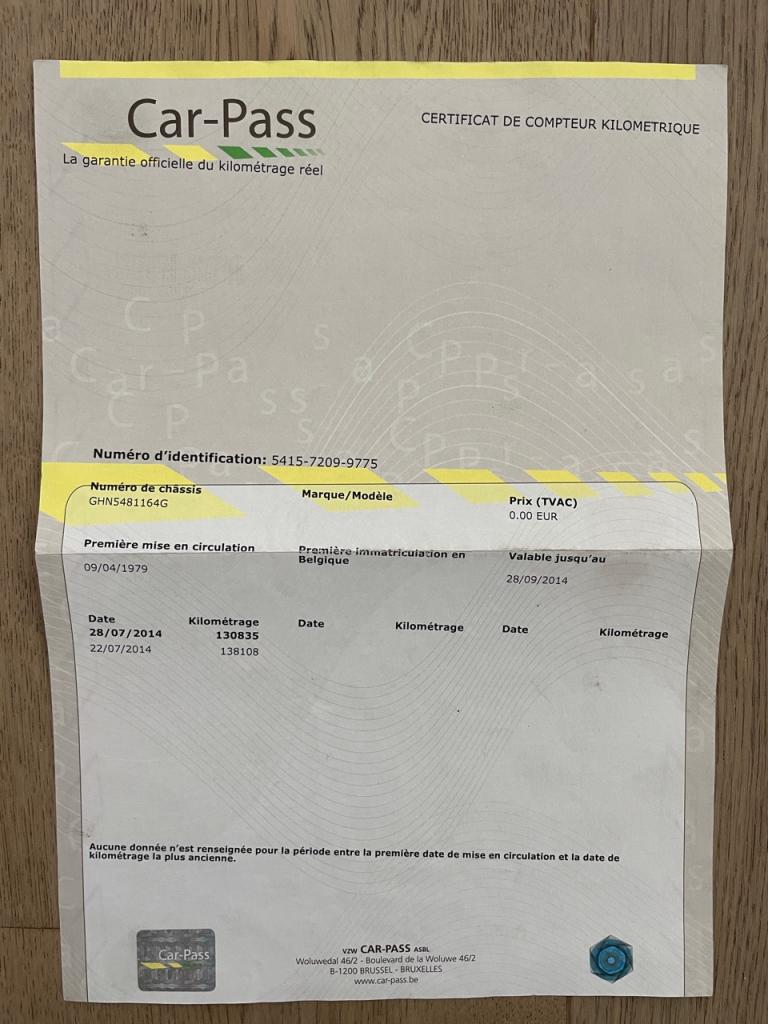 Car-Pass
CERTIFICAT DE COMPTEUR KILOMETRIQUE
La garantie officielle du kilométrage réel
Numéro d'identification: 5415-7209-9775
Numéro de châssis
GHN5481164G
Marque/Modèle
Prix (TVAC)
0.00 EUR
Première mise en circulation
09/04/1979
Première immatriculation en
Belgique
Valable jusqu'au
28/09/2014
Date Kilométrage Date Kilométrage Date Kilométrage
28/07/2014 130835
22/07/2014 138108
Aucune donnée n'est renseignée pour la période entre la première date de mise en circulation et la date de
kilométrage la plus ancienne.
Car-Pass
VZW CAR-PASS ASBL
Woluwedal 46/2 - Boulevard de la Woluwe 46/2
B-1200 BRUSSEL - BRUXELLES
www.car-pass.be